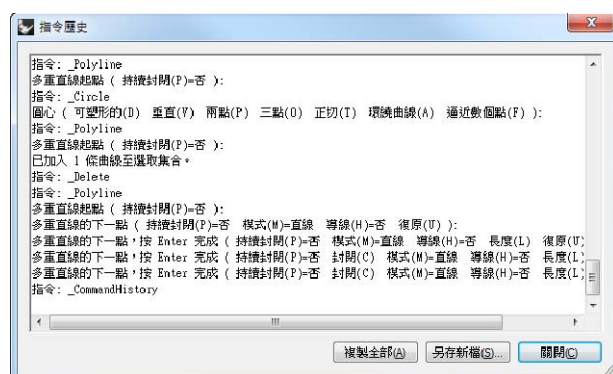 指令歷史
指令: _Polyline
多重直線起點 ( 持續封閉(P)=否 ):
指令: _Circle
圓心 ( 可塑形的(D) 垂直(V) 兩點(P) 三點(O) 正切(T) 環繞曲線(A) 逼近數個點(F) ):
指令: _Polyline
多重直線起點 ( 持續封閉(P)=否 ):
已加入 1 條曲線至選取集合。
指令: _Delete
指令: _Polyline
多重直線起點 ( 持續封閉(P)=否 ):
多重直線的下一點 ( 持續封閉(P)=否 模式(M)=直線 導線(H)=否 復原(U) ):
多重直線的下一點,按 Enter 完成 ( 持續封閉(P)=否 模式(M)=直線 導線(H)=否 長度(L) 復原(U)
多重直線的下一點,按 Enter 完成 ( 持續封閉(P)=否 封閉(C) 模式(M)=直線 導線(H)=否 長度(L)
多重直線的下一點,按 Enter 完成 ( 持續封閉(P)=否 封閉(C) 模式(M)=直線 導線(H)=否 長度(L)
指令: _CommandHistory
複製全部(A) 另存新檔(S)... 關閉(C)